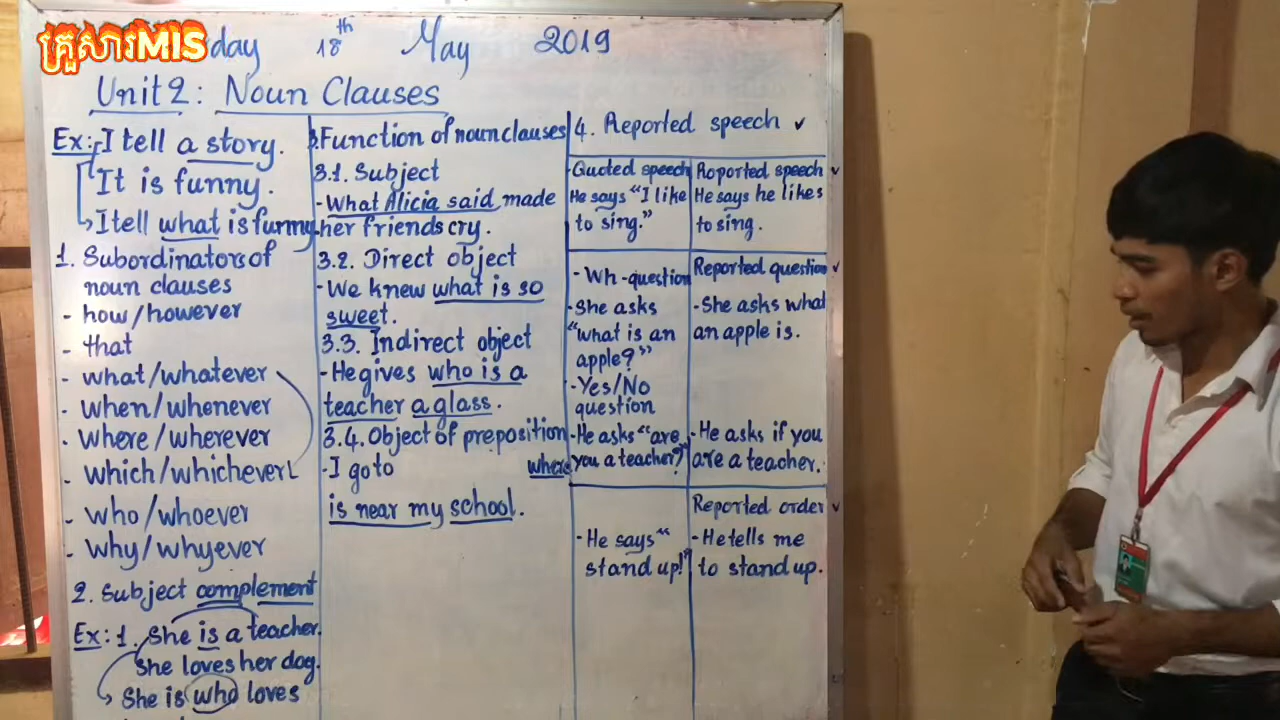 គ្រួសារMIS
day 18th May 2019
Unit 2: Noun Clauses
Ex: I tell a story.
It is funny.
I tell what is funny.
1. Subordinators of
noun clauses
- how/however
- that
- what/whatever
- when/whenever
- where/wherever
- which/whichever
- who/whoever
- why/whyever
2. Subject complement
Ex: 1. She is a teacher.
She loves her dog.
She is who loves
3. Function of noun clauses
3.1. Subject
- What Alicia said made
her friends cry.
3.2. Direct object
- We knew what is so
sweet.
3.3. Indirect object
- He gives who is a
teacher a glass.
3.4. Object of preposition
- I go to where
is near my school.
4. Reported speech ✓
Quoted speech
He says "I like
to sing."
Roported speech ✓
He says he likes
to sing.
- Wh-question
- She asks
"what is an
apple?"
- Yes/No
question
- He asks "are
you a teacher?"
Reported question ✓
- She asks what
an apple is.
- He asks if you
are a teacher.
- He says "
stand up!"
Reported order ✓
- He tells me
to stand up.